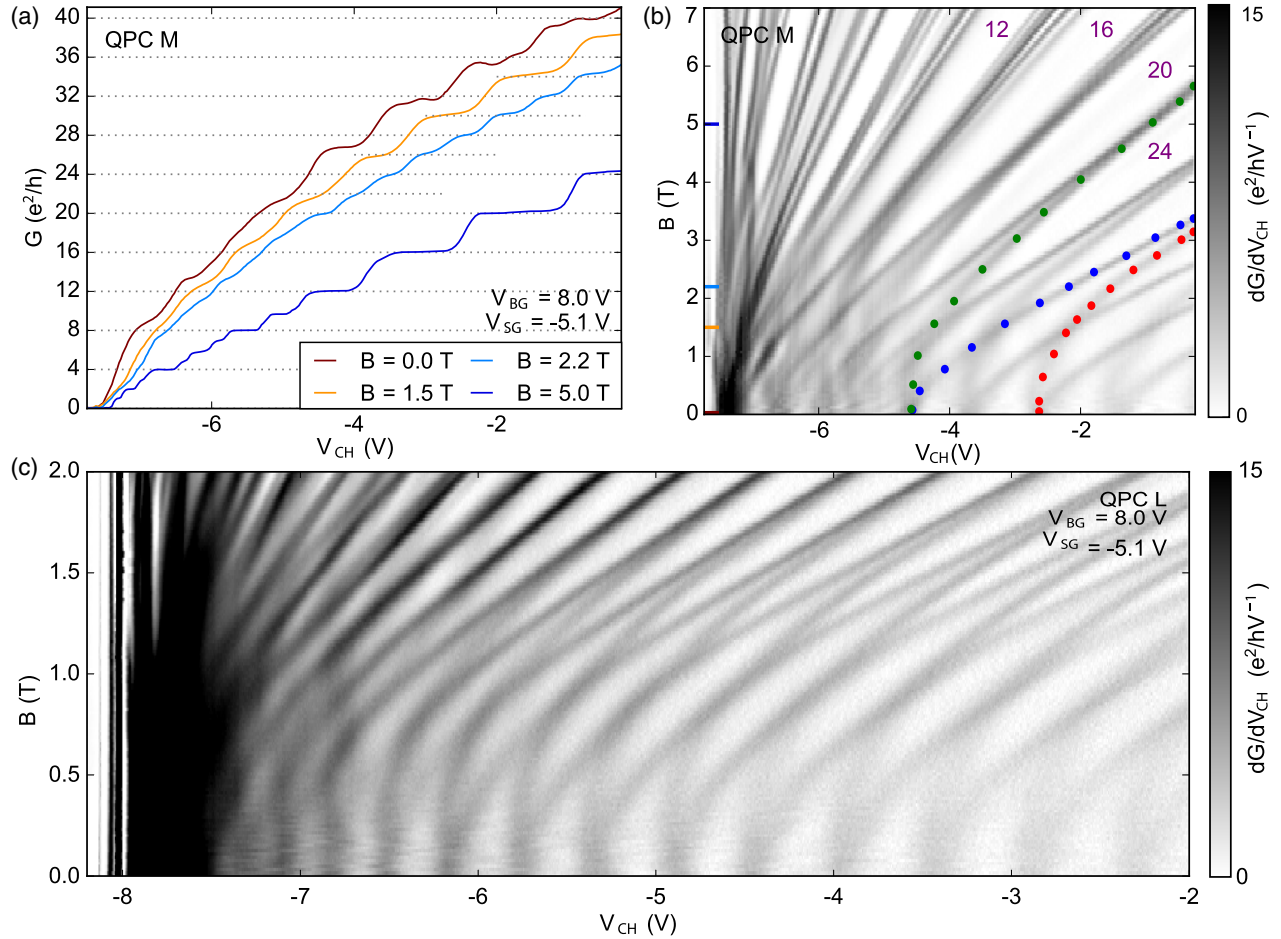 (a)
QPC M
40
36
32
28
24
20
16
12
8
4
0
G (e²/h)
V_BG = 8.0 V
V_SG = -5.1 V
B = 0.0 T
B = 2.2 T
B = 1.5 T
B = 5.0 T
-6
-4
-2
V_CH (V)
(b)
QPC M
12
16
20
24
7
6
5
4
3
2
1
0
B (T)
-6
-4
-2
V_CH(V)
15
0
dG/dV_CH (e²/hV⁻¹)
(c)
QPC L
V_BG = 8.0 V
V_SG = -5.1 V
2.0
1.5
1.0
0.5
0.0
B (T)
-8
-7
-6
-5
-4
-3
-2
V_CH (V)
15
0
dG/dV_CH (e²/hV⁻¹)